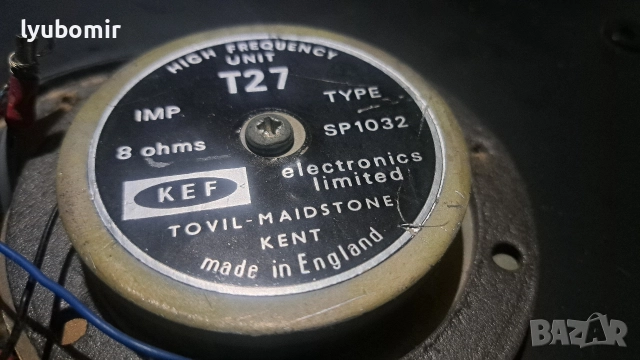 lyubomir
HIGH FREQUENCY
UNIT
T27
IMP
TYPE
8 ohms
SP1032
KEF
electronics
limited
TOVIL-MAIDSTONE
KENT
made in England
BAZAR